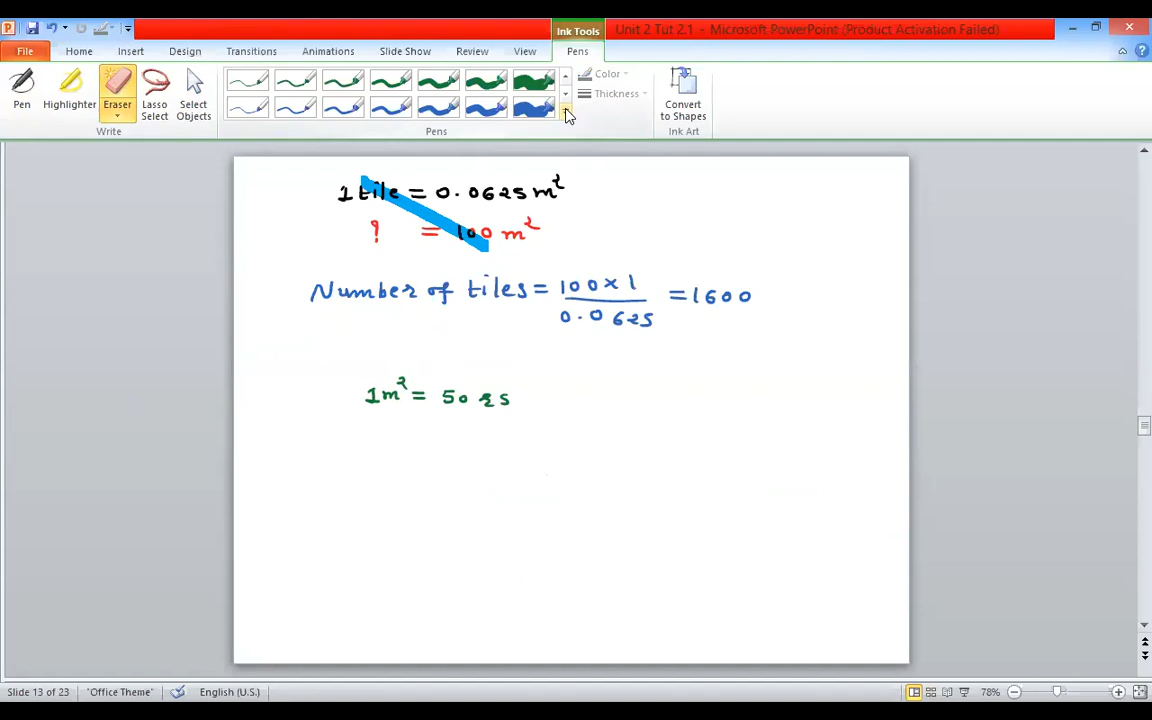 Ink Tools
Unit 2 Tut 2.1 - Microsoft PowerPoint (Product Activation Failed)
File Home Insert Design Transitions Animations Slide Show Review View Pens
Pen Highlighter Eraser Lasso Select Select Objects
Color
Thickness
Convert to Shapes
Write Pens Ink Art
1 tile = 0.0625 m²
? = 100 m²
Number of tiles = 100 × 1 / 0.0625 = 1600
1m² = 50 rs
Slide 13 of 23 "Office Theme" English (U.S.) 78%